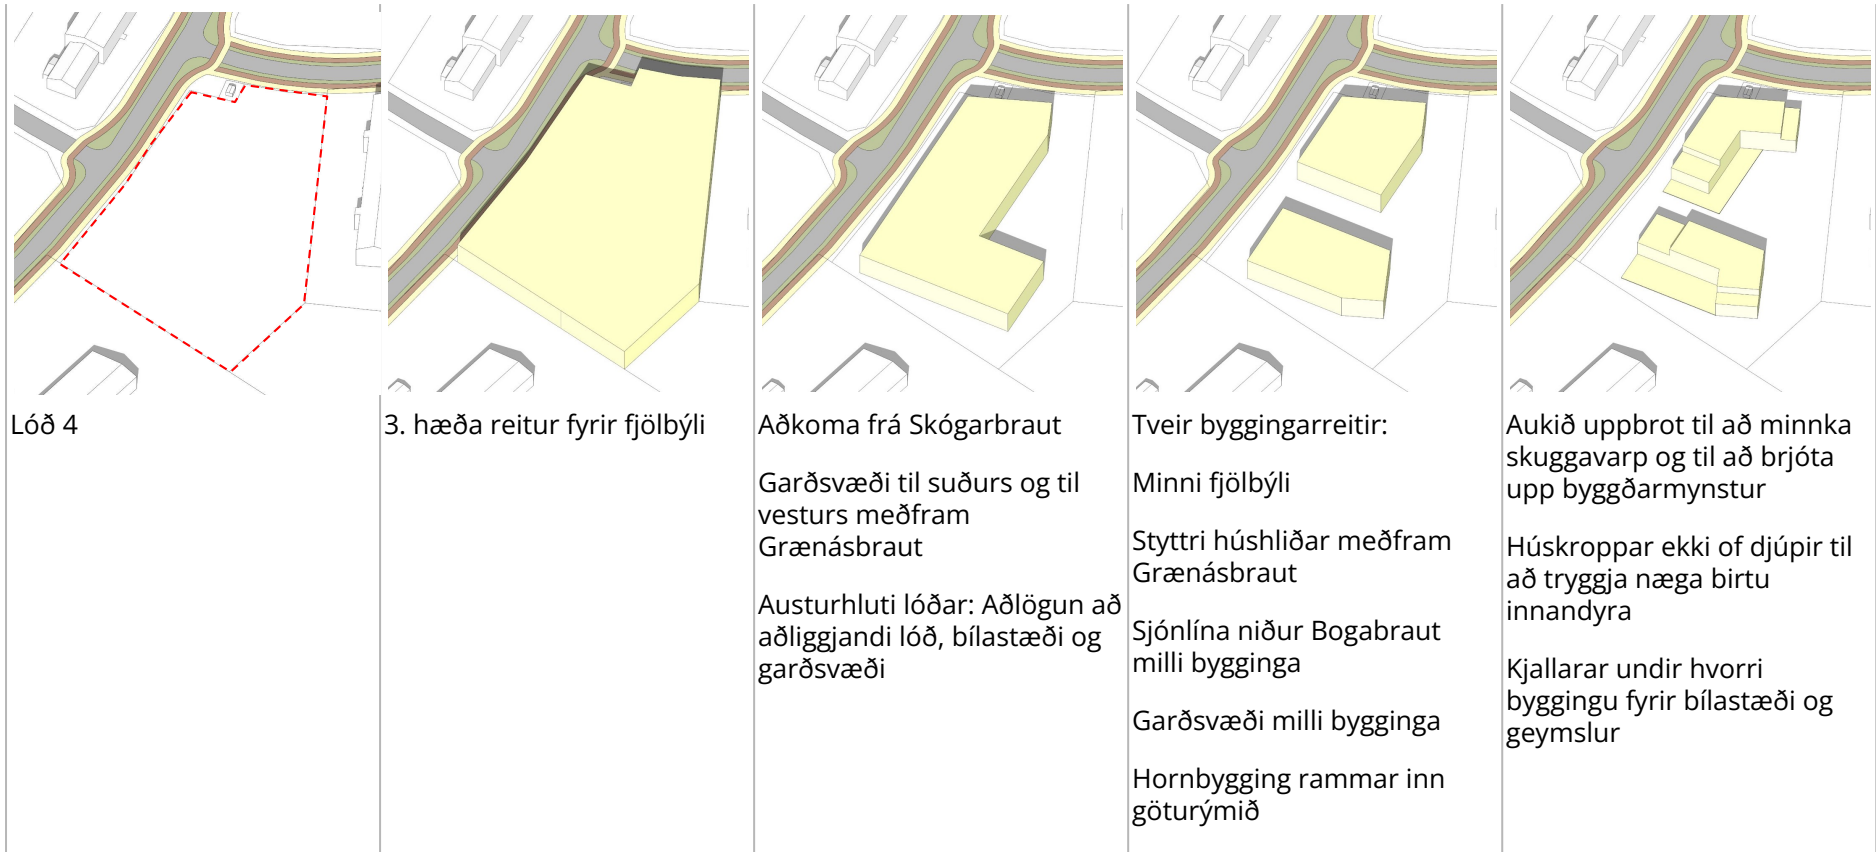 Lóð 4
3. hæða reitur fyrir fjölbýli
Aðkoma frá Skógarbraut
Garðsvæði til suðurs og til
vesturs meðfram
Grænásbraut
Austurhluti lóðar: Aðlögun að
aðliggjandi lóð, bílastæði og
garðsvæði
Tveir byggingarreitir:
Minni fjölbýli
Styttri húshliðar meðfram
Grænásbraut
Sjónlína niður Bogabraut
milli bygginga
Garðsvæði milli bygginga
Hornbygging rammar inn
göturýmið
Aukið uppbrot til að minnka
skuggavarp og til að brjóta
upp byggðarmynstur
Húskroppar ekki of djúpir til
að tryggja næga birtu
innandyra
Kjallarar undir hvorri
byggingu fyrir bílastæði og
geymslur